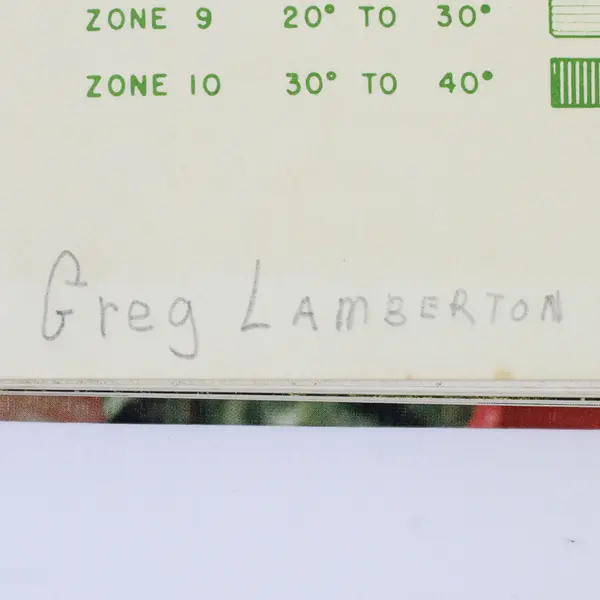 ZONE 9 20° TO 30°
ZONE 10 30° TO 40°
Greg LAMBERTON